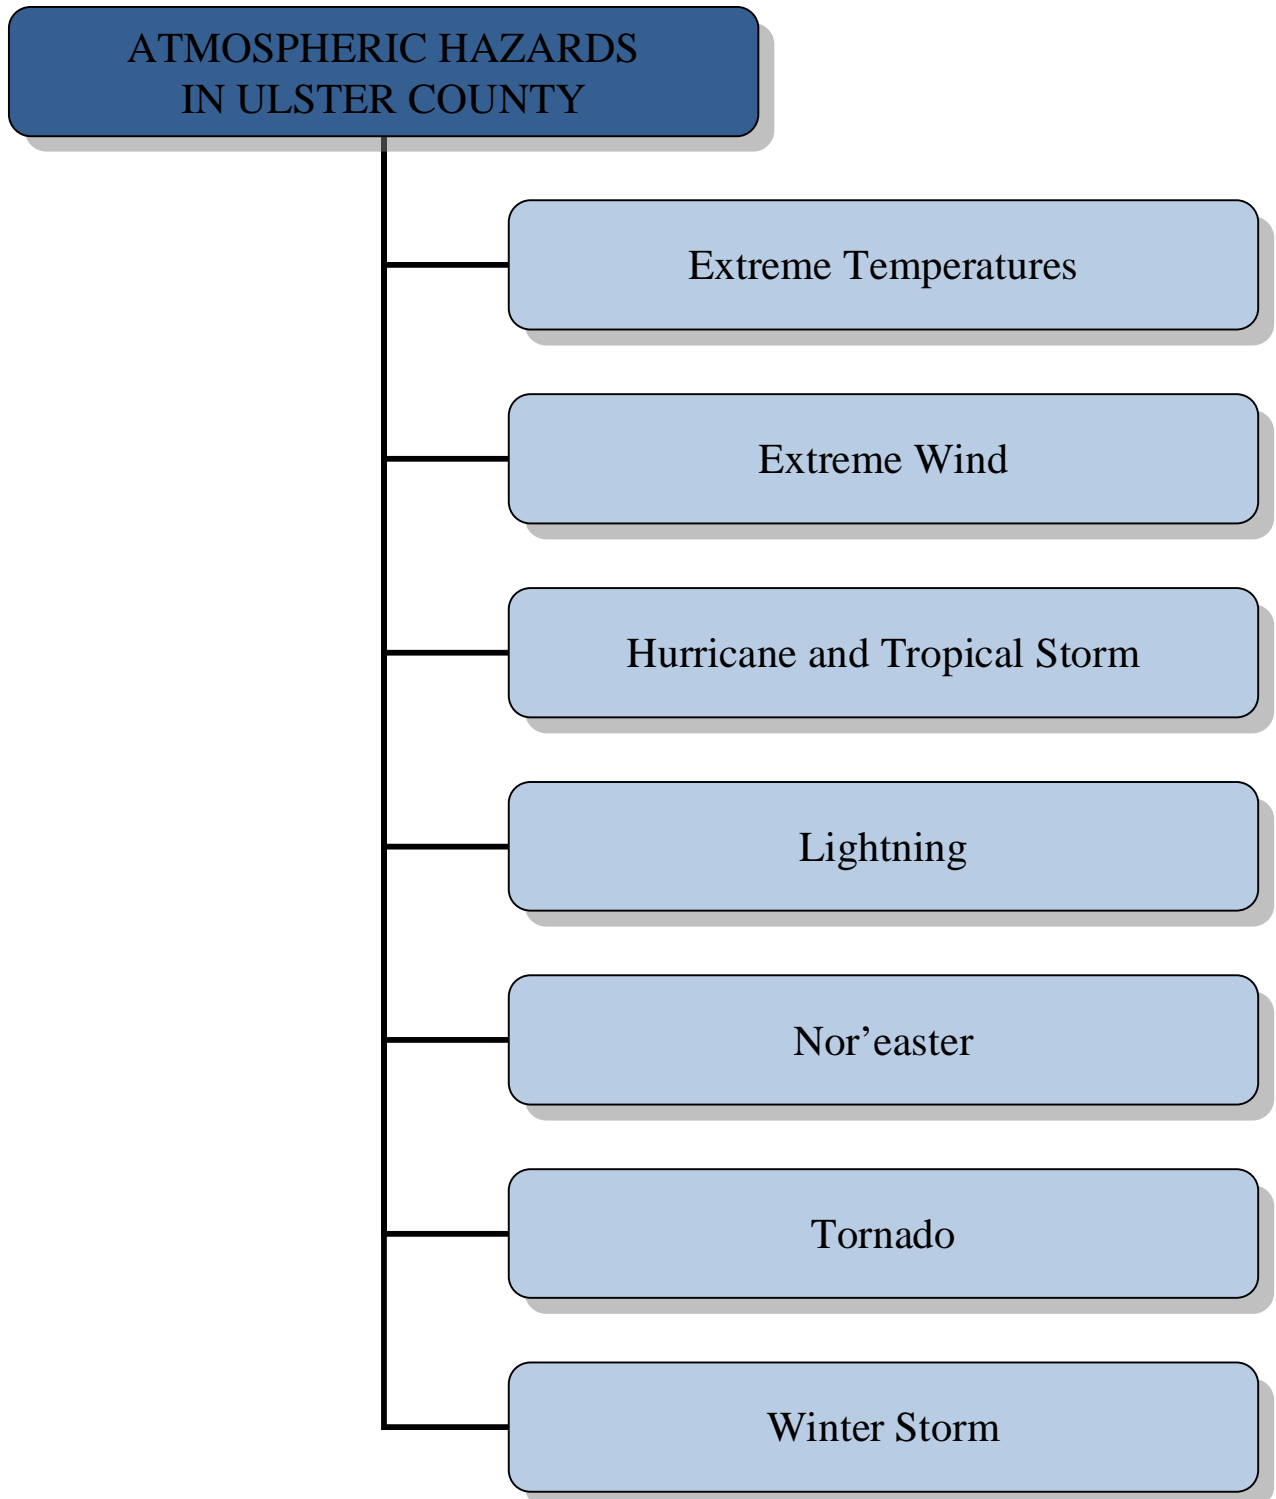 ATMOSPHERIC HAZARDS
IN ULSTER COUNTY
Extreme Temperatures
Extreme Wind
Hurricane and Tropical Storm
Lightning
Nor’easter
Tornado
Winter Storm